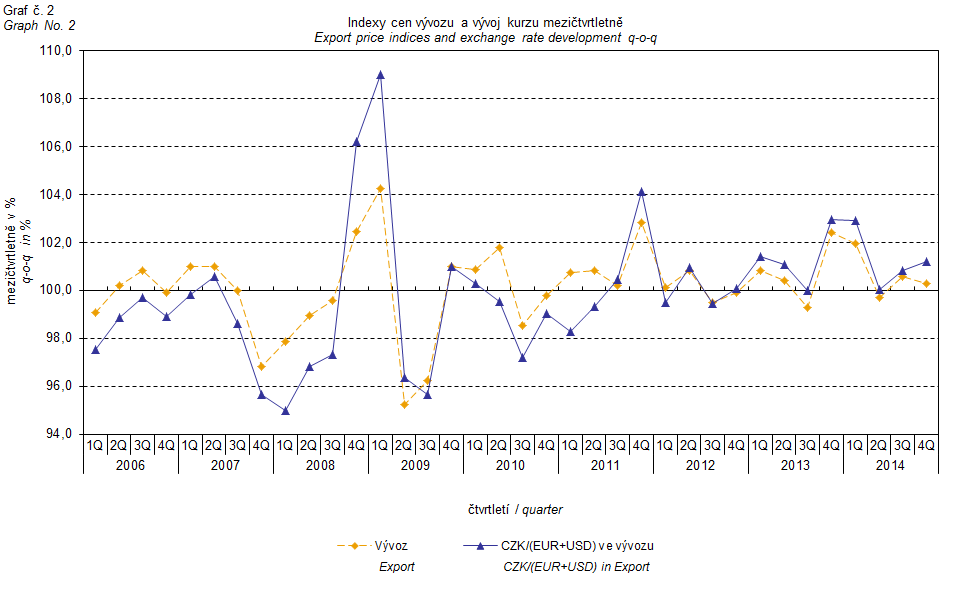 Graf č. 2
Graph No. 2
Indexy cen vývozu a vývoj kurzu mezičtvrtletně
Export price indices and exchange rate development q-o-q
110,0
108,0
106,0
104,0
102,0
100,0
98,0
96,0
94,0
mezičtvrtletně v %
q-o-q in %
1Q 2Q 3Q 4Q 1Q 2Q 3Q 4Q 1Q 2Q 3Q 4Q 1Q 2Q 3Q 4Q 1Q 2Q 3Q 4Q 1Q 2Q 3Q 4Q 1Q 2Q 3Q 4Q 1Q 2Q 3Q 4Q 1Q 2Q 3Q 4Q
2006 2007 2008 2009 2010 2011 2012 2013 2014
čtvrtletí / quarter
Vývoz CZK/(EUR+USD) ve vývozu
Export CZK/(EUR+USD) in Export